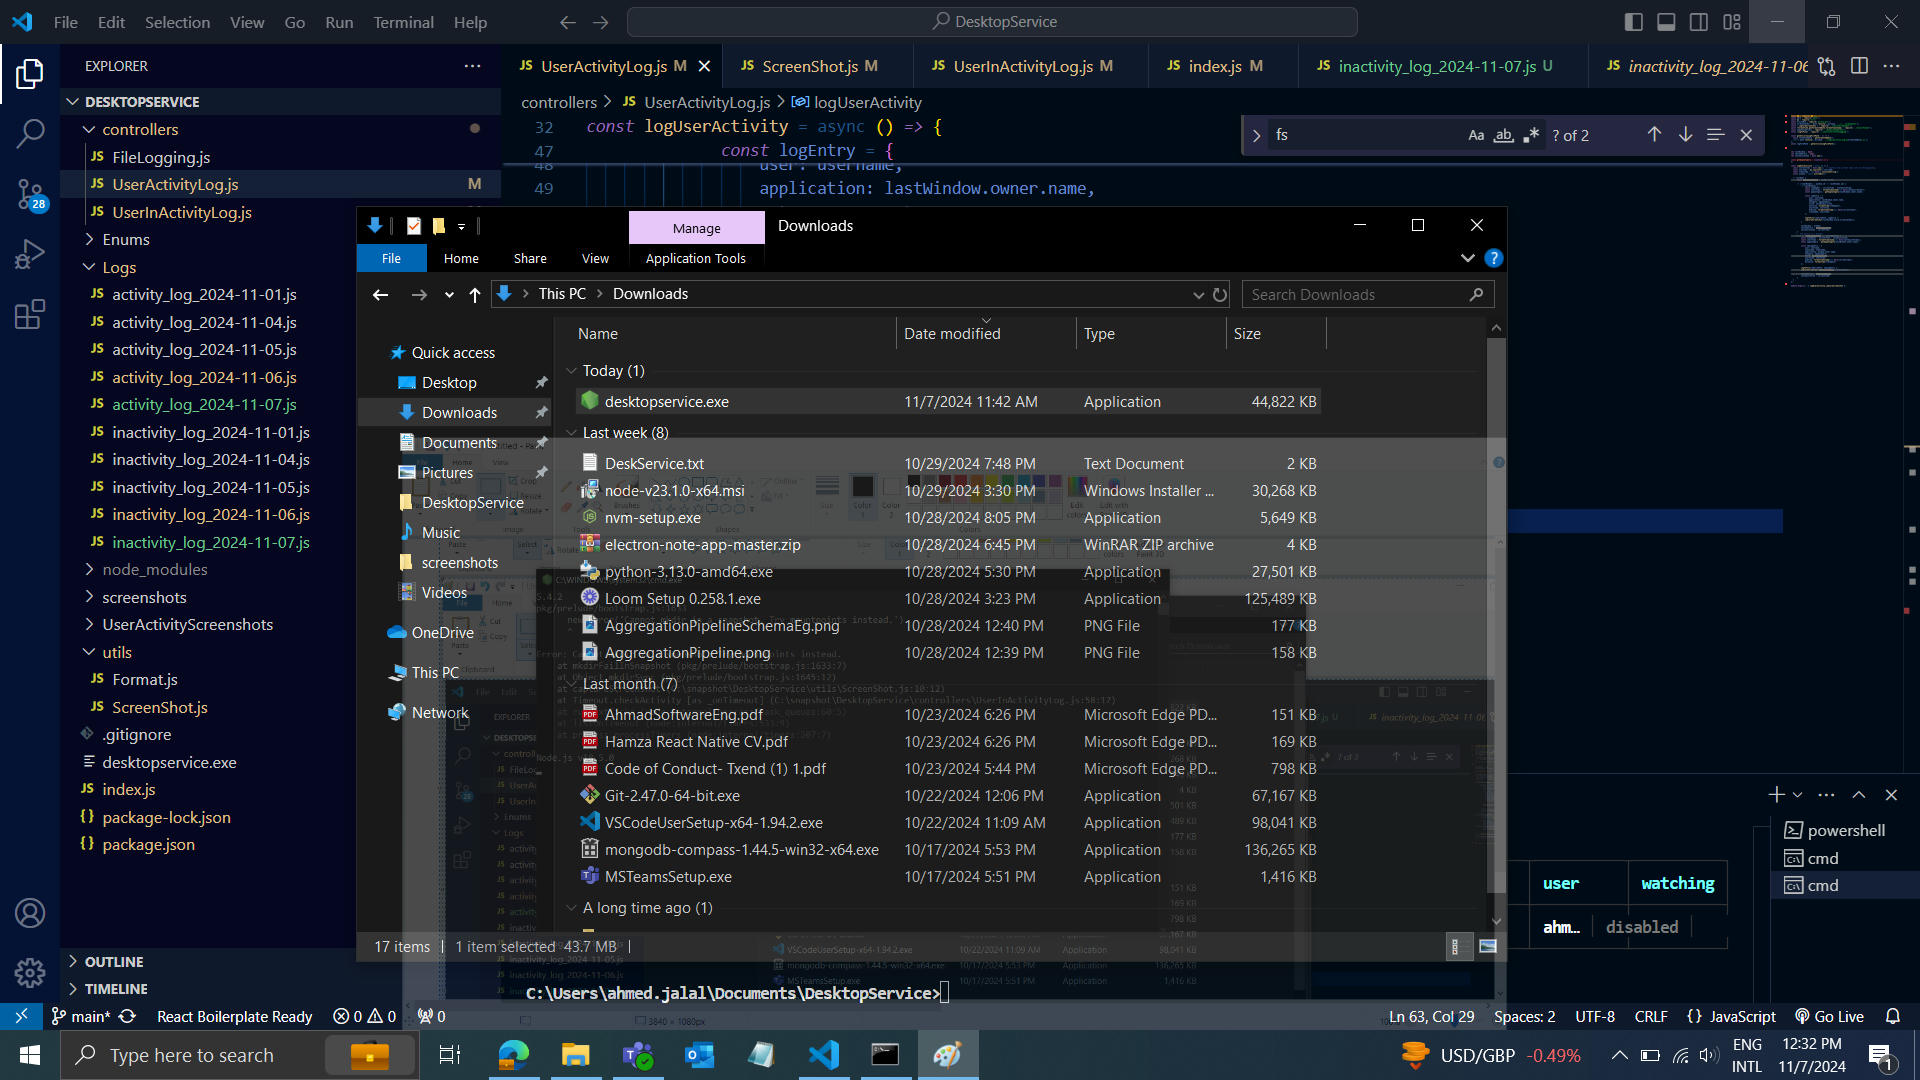 File Edit Selection View Go Run Terminal Help
DesktopService
EXPLORER
DESKTOPSERVICE
controllers
JS FileLogging.js
JS UserActivityLog.js M
JS UserInActivityLog.js
Enums
Logs
JS activity_log_2024-11-01.js
JS activity_log_2024-11-04.js
JS activity_log_2024-11-05.js
JS activity_log_2024-11-06.js
JS activity_log_2024-11-07.js
JS inactivity_log_2024-11-01.js
JS inactivity_log_2024-11-04.js
JS inactivity_log_2024-11-05.js
JS inactivity_log_2024-11-06.js
JS inactivity_log_2024-11-07.js
node_modules
screenshots
UserActivityScreenshots
utils
JS Format.js
JS ScreenShot.js
.gitignore
desktopservice.exe
JS index.js
{} package-lock.json
{} package.json
OUTLINE
TIMELINE
28
JS UserActivityLog.js M
JS ScreenShot.js M
JS UserInActivityLog.js M
JS index.js M
JS inactivity_log_2024-11-07.js U
JS inactivity_log_2024-11-06
controllers > JS UserActivityLog.js > logUserActivity
32 const logUserActivity = async () => {
47 const logEntry = {
48 user: username,
49 application: lastWindow.owner.name,
fs Aa ab ? of 2
Manage Downloads
File Home Share View Application Tools
This PC > Downloads
Search Downloads
Quick access
Desktop
Downloads
Documents
Pictures
DesktopService
Music
screenshots
Videos
OneDrive
This PC
Network
Name Date modified Type Size
Today (1)
desktopservice.exe 11/7/2024 11:42 AM Application 44,822 KB
Last week (8)
DeskService.txt 10/29/2024 7:48 PM Text Document 2 KB
node-v23.1.0-x64.msi 10/29/2024 3:30 PM Windows Installer ... 30,268 KB
nvm-setup.exe 10/28/2024 8:05 PM Application 5,649 KB
electron-note-app-master.zip 10/28/2024 6:45 PM WinRAR ZIP archive 4 KB
python-3.13.0-amd64.exe 10/28/2024 5:30 PM Application 27,501 KB
Loom Setup 0.258.1.exe 10/28/2024 3:23 PM Application 125,489 KB
AggregationPipelineSchemaEg.png 10/28/2024 12:40 PM PNG File 177 KB
AggregationPipeline.png 10/28/2024 12:39 PM PNG File 158 KB
Last month (7)
AhmadSoftwareEng.pdf 10/23/2024 6:26 PM Microsoft Edge PD... 151 KB
Hamza React Native CV.pdf 10/23/2024 6:26 PM Microsoft Edge PD... 169 KB
Code of Conduct- Txend (1) 1.pdf 10/23/2024 5:44 PM Microsoft Edge PD... 798 KB
Git-2.47.0-64-bit.exe 10/22/2024 12:06 PM Application 67,167 KB
VSCodeUserSetup-x64-1.94.2.exe 10/22/2024 11:09 AM Application 98,041 KB
mongodb-compass-1.44.5-win32-x64.exe 10/17/2024 5:53 PM Application 136,265 KB
MSTeamsSetup.exe 10/17/2024 5:51 PM Application 1,416 KB
A long time ago (1)
17 items 1 item selected 43.7 MB
powershell
cmd
cmd
user watching
ahm… disabled
C:\Users\ahmed.jalal\Documents\DesktopService>
main* React Boilerplate Ready 0 0 0
Ln 63, Col 29 Spaces: 2 UTF-8 CRLF {} JavaScript Go Live
Type here to search
USD/GBP -0.49%
ENG
INTL
12:32 PM
11/7/2024
1